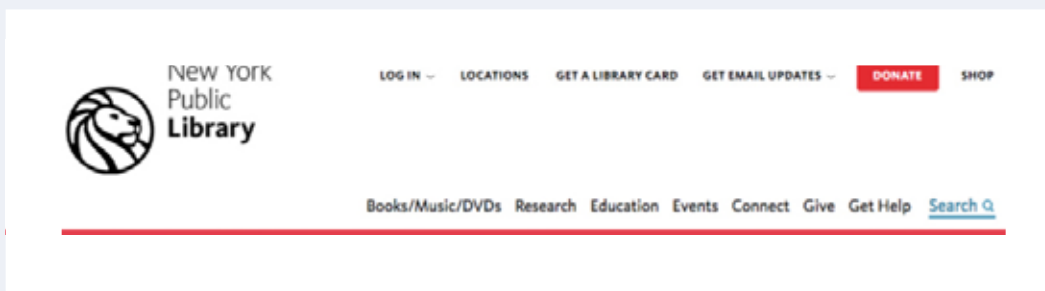 New York
Public
Library
LOG IN LOCATIONS GET A LIBRARY CARD GET EMAIL UPDATES DONATE SHOP
Books/Music/DVDs Research Education Events Connect Give Get Help Search